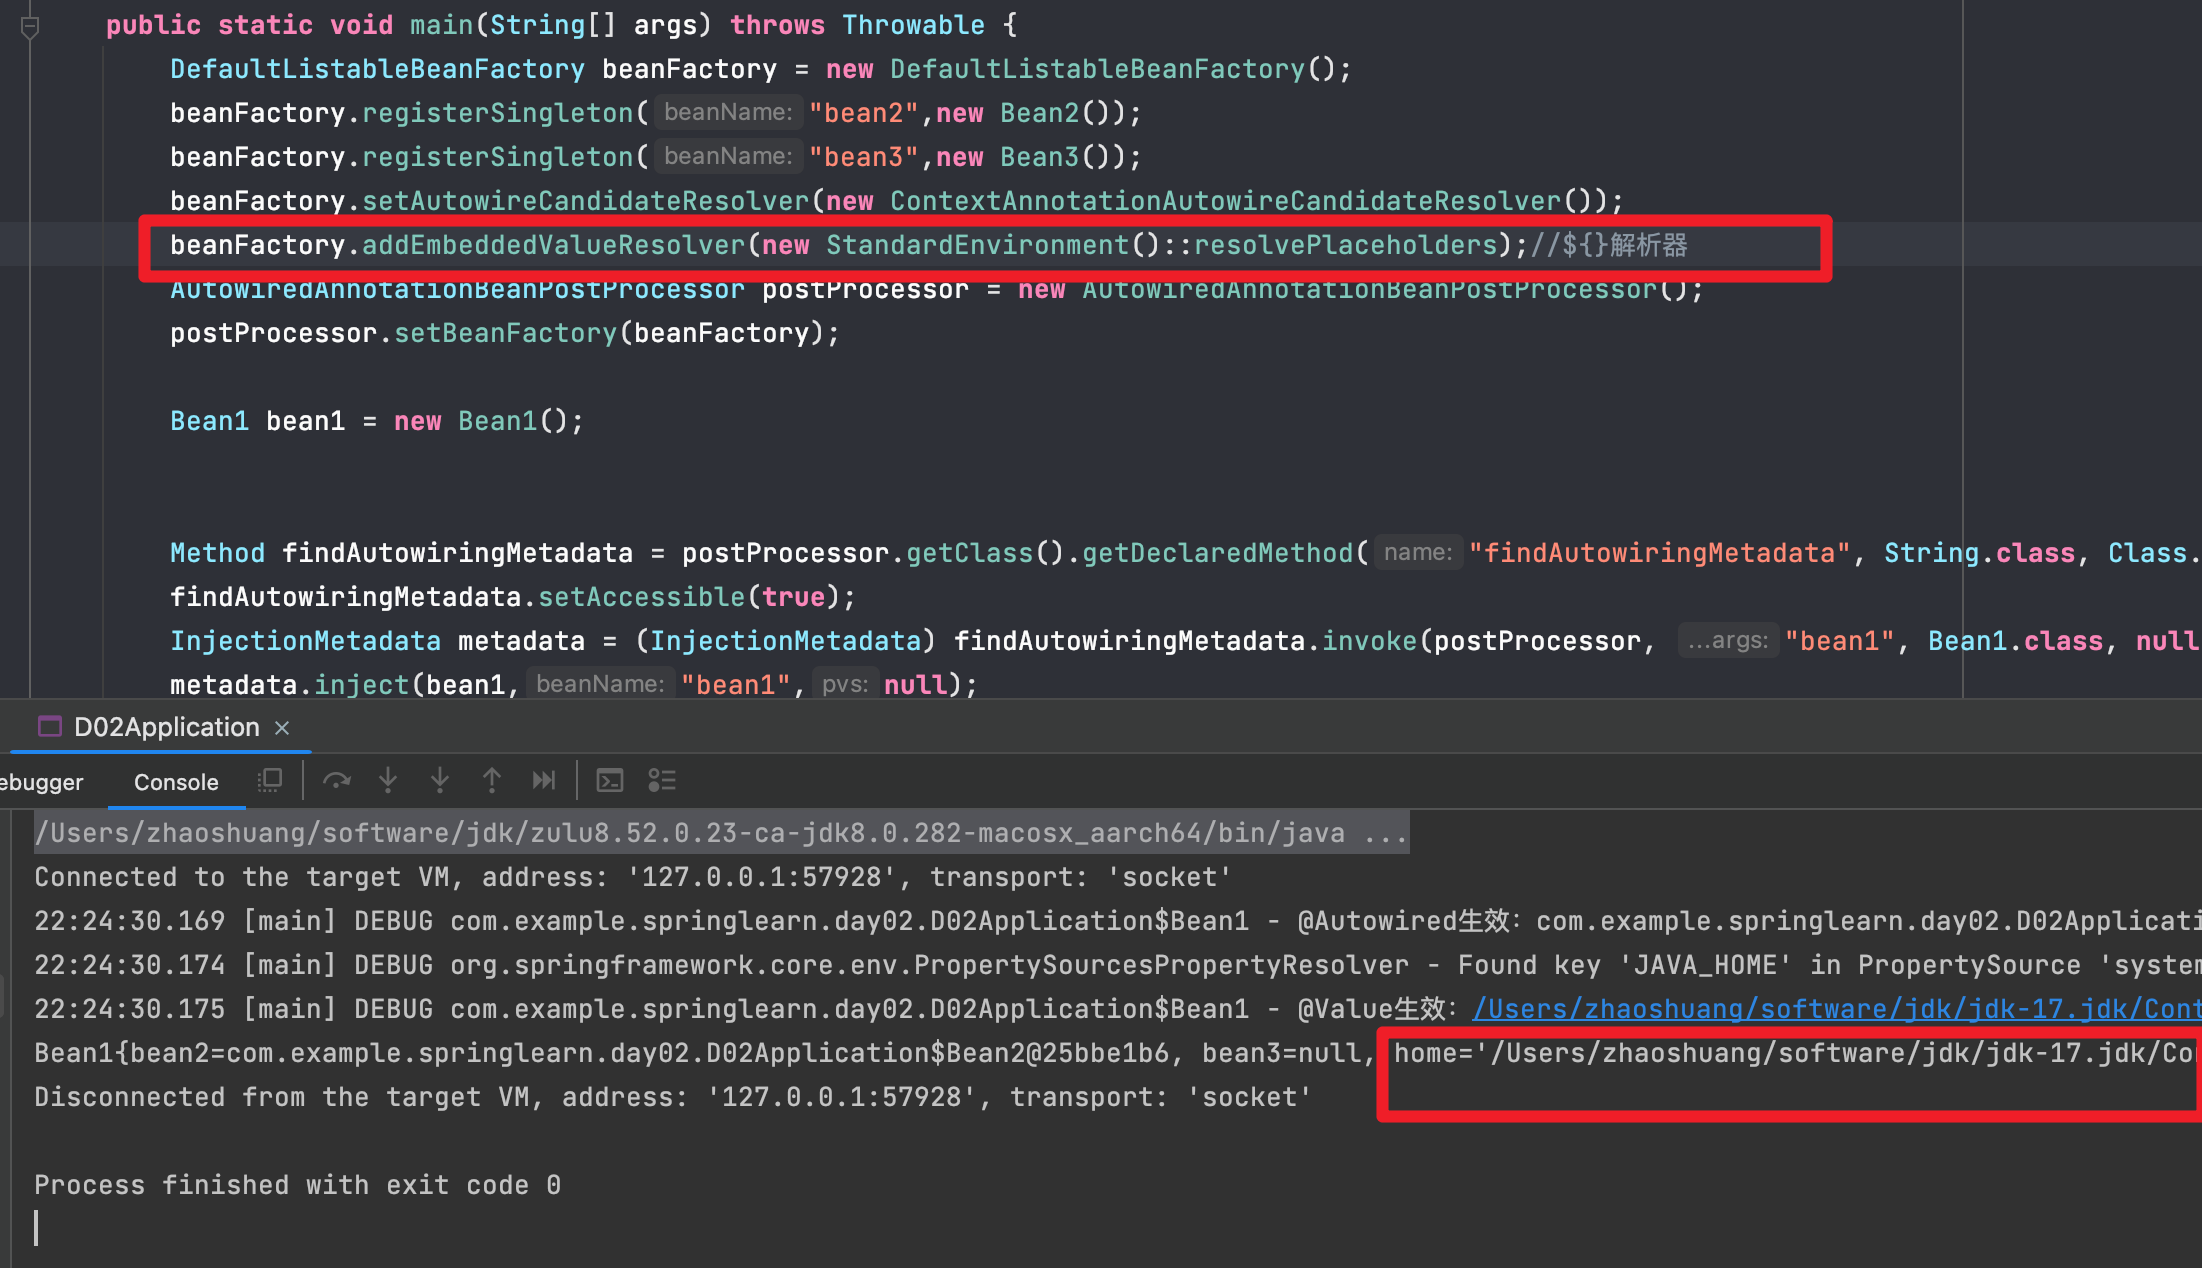 public static void main(String[] args) throws Throwable {
DefaultListableBeanFactory beanFactory = new DefaultListableBeanFactory();
beanFactory.registerSingleton( beanName: "bean2",new Bean2());
beanFactory.registerSingleton( beanName: "bean3",new Bean3());
beanFactory.setAutowireCandidateResolver(new ContextAnnotationAutowireCandidateResolver());
beanFactory.addEmbeddedValueResolver(new StandardEnvironment()::resolvePlaceholders);//${}解析器
AutowiredAnnotationBeanPostProcessor postProcessor = new AutowiredAnnotationBeanPostProcessor();
postProcessor.setBeanFactory(beanFactory);
Bean1 bean1 = new Bean1();
Method findAutowiringMetadata = postProcessor.getClass().getDeclaredMethod( name: "findAutowiringMetadata", String.class, Class.
findAutowiringMetadata.setAccessible(true);
InjectionMetadata metadata = (InjectionMetadata) findAutowiringMetadata.invoke(postProcessor, ...args: "bean1", Bean1.class, null
metadata.inject(bean1, beanName: "bean1", pvs: null);
D02Application ×
ebugger Console
/Users/zhaoshuang/software/jdk/zulu8.52.0.23-ca-jdk8.0.282-macosx_aarch64/bin/java ...
Connected to the target VM, address: '127.0.0.1:57928', transport: 'socket'
22:24:30.169 [main] DEBUG com.example.springlearn.day02.D02Application$Bean1 - @Autowired生效: com.example.springlearn.day02.D02Applicati
22:24:30.174 [main] DEBUG org.springframework.core.env.PropertySourcesPropertyResolver - Found key 'JAVA_HOME' in PropertySource 'system
22:24:30.175 [main] DEBUG com.example.springlearn.day02.D02Application$Bean1 - @Value生效: /Users/zhaoshuang/software/jdk/jdk-17.jdk/Cont
Bean1{bean2=com.example.springlearn.day02.D02Application$Bean2@25bbe1b6, bean3=null, home='/Users/zhaoshuang/software/jdk/jdk-17.jdk/Co
Disconnected from the target VM, address: '127.0.0.1:57928', transport: 'socket'
Process finished with exit code 0